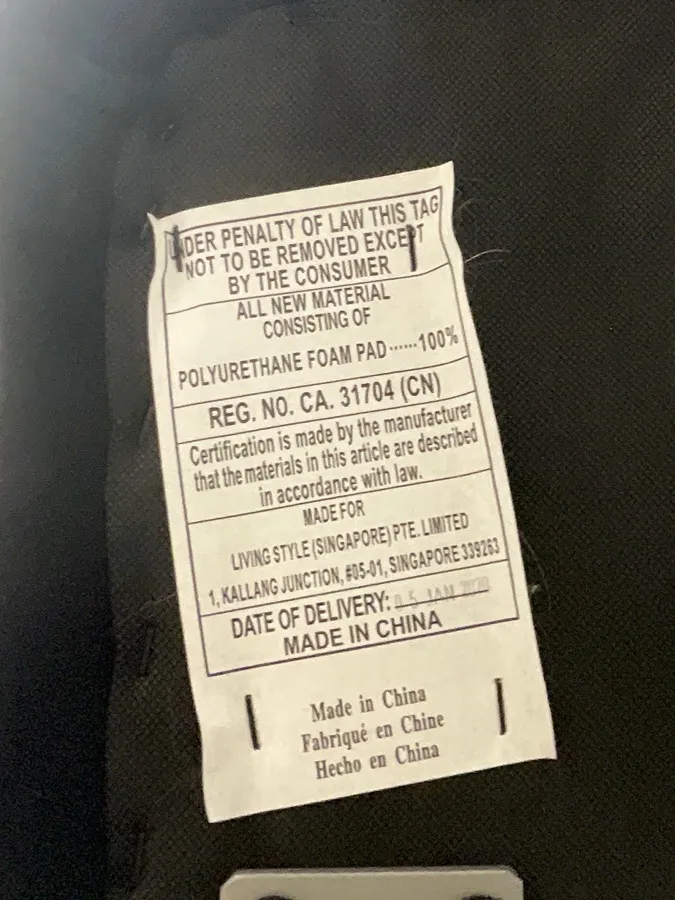 UNDER PENALTY OF LAW THIS TAG
NOT TO BE REMOVED EXCEPT
BY THE CONSUMER
ALL NEW MATERIAL
CONSISTING OF
POLYURETHANE FOAM PAD······100%
REG. NO. CA. 31704 (CN)
Certification is made by the manufacturer
that the materials in this article are described
in accordance with law.
MADE FOR
LIVING STYLE (SINGAPORE) PTE. LIMITED
1, KALLANG JUNCTION, #05-01, SINGAPORE 339263
DATE OF DELIVERY: 05 JAN
MADE IN CHINA
Made in China
Fabriqué en Chine
Hecho en China